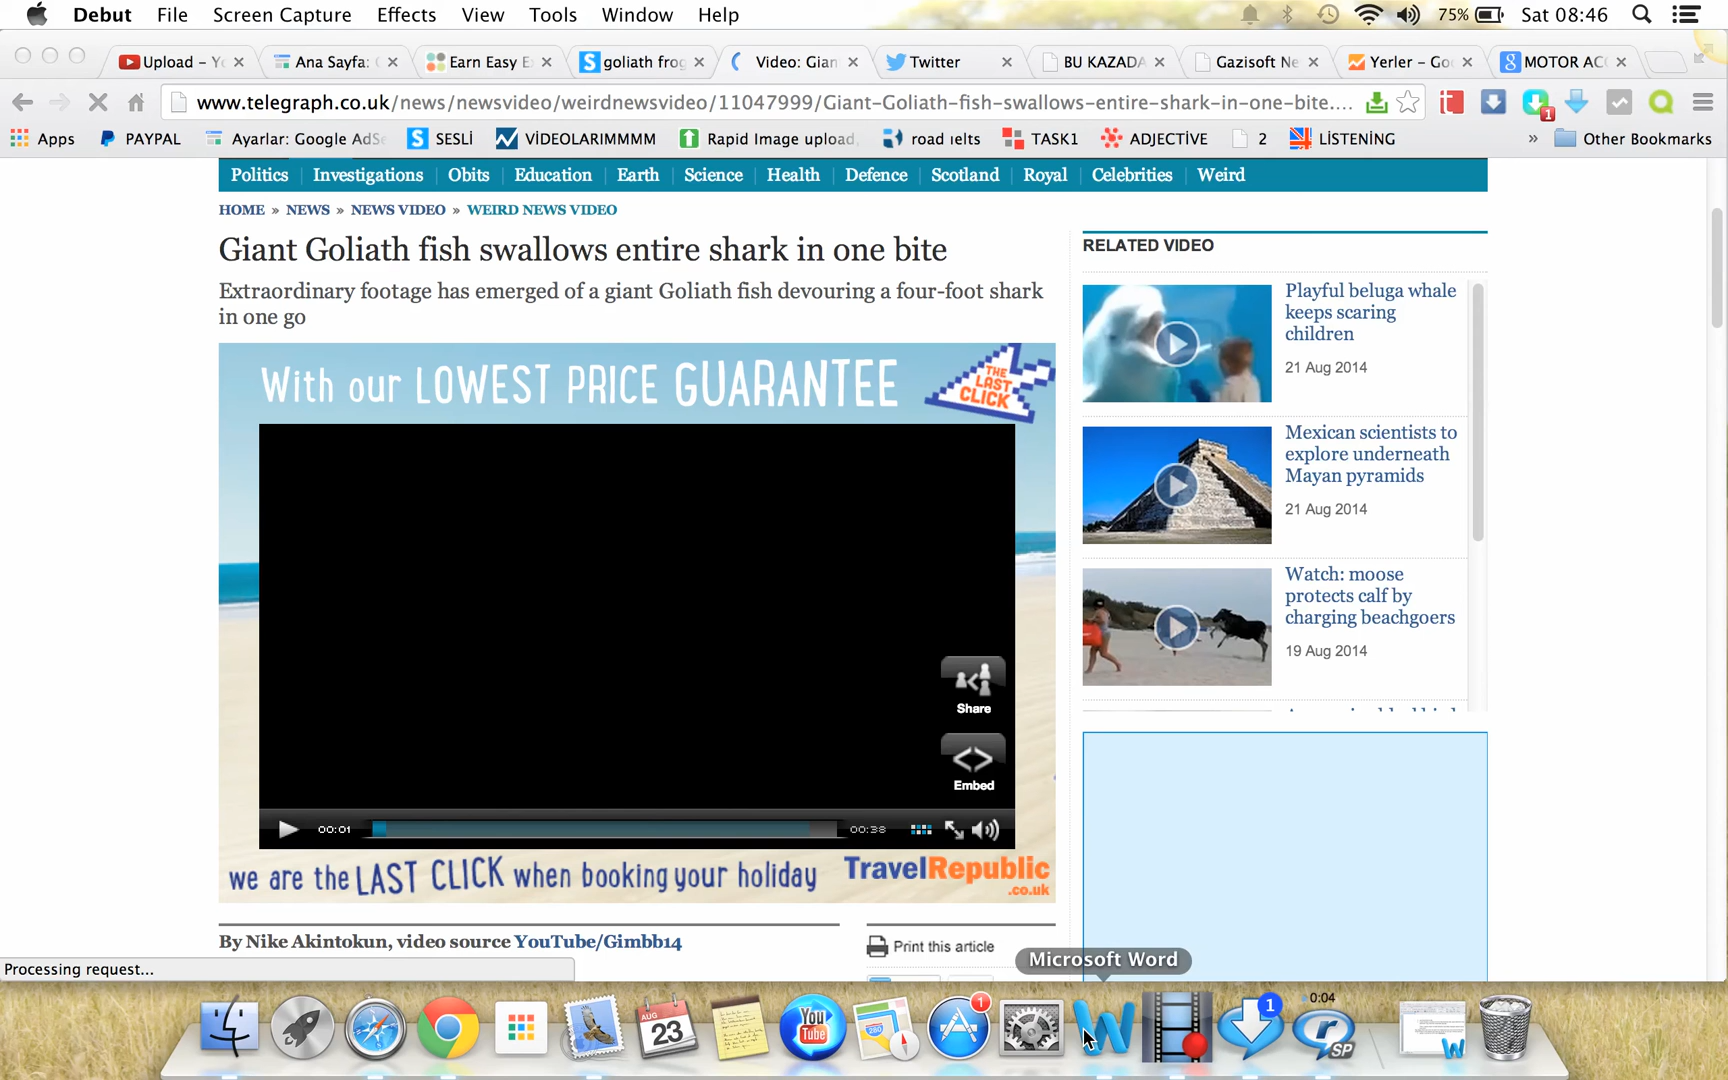 Debut File Screen Capture Effects View Tools Window Help 75% Sat 08:46
Upload – Y Ana Sayfa: Earn Easy E goliath frog Video: Gian Twitter BU KAZADA Gazisoft Ne Yerler – Go MOTOR AC
www.telegraph.co.uk/news/newsvideo/weirdnewsvideo/11047999/Giant-Goliath-fish-swallows-entire-shark-in-one-bite.... 1
Apps PAYPAL Ayarlar: Google AdSe SESLİ VİDEOLARIMMMM Rapid Image upload, road ıelts TASK1 ADJECTİVE 2 LİSTENİNG » Other Bookmarks
Politics Investigations Obits Education Earth Science Health Defence Scotland Royal Celebrities Weird
HOME » NEWS » NEWS VIDEO » WEIRD NEWS VIDEO
Giant Goliath fish swallows entire shark in one bite
Extraordinary footage has emerged of a giant Goliath fish devouring a four-foot shark
in one go
With our LOWEST PRICE GUARANTEE
THE
LAST
CLICK
Share
Embed
00:01 00:38
we are the LAST CLICK when booking your holiday TravelRepublic
.co.uk
By Nike Akintokun, video source YouTube/Gimbb14
Print this article
RELATED VIDEO
Playful beluga whale
keeps scaring
children
21 Aug 2014
Mexican scientists to
explore underneath
Mayan pyramids
21 Aug 2014
Watch: moose
protects calf by
charging beachgoers
19 Aug 2014
Processing request...
Microsoft Word
AUG
23
You
Tube
280
1
W
1
0:04
r
SP
W